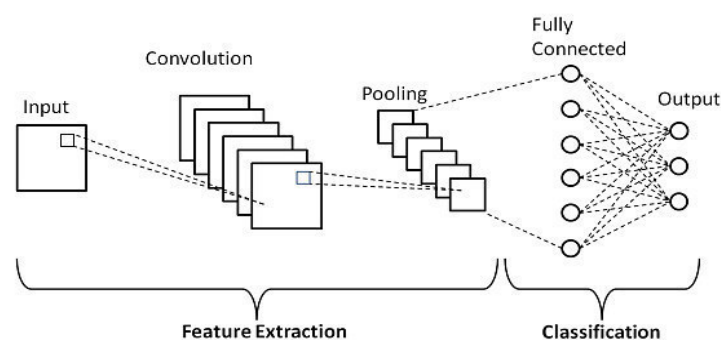 Input
Convolution
Pooling
Fully
Connected
Output
Feature Extraction
Classification